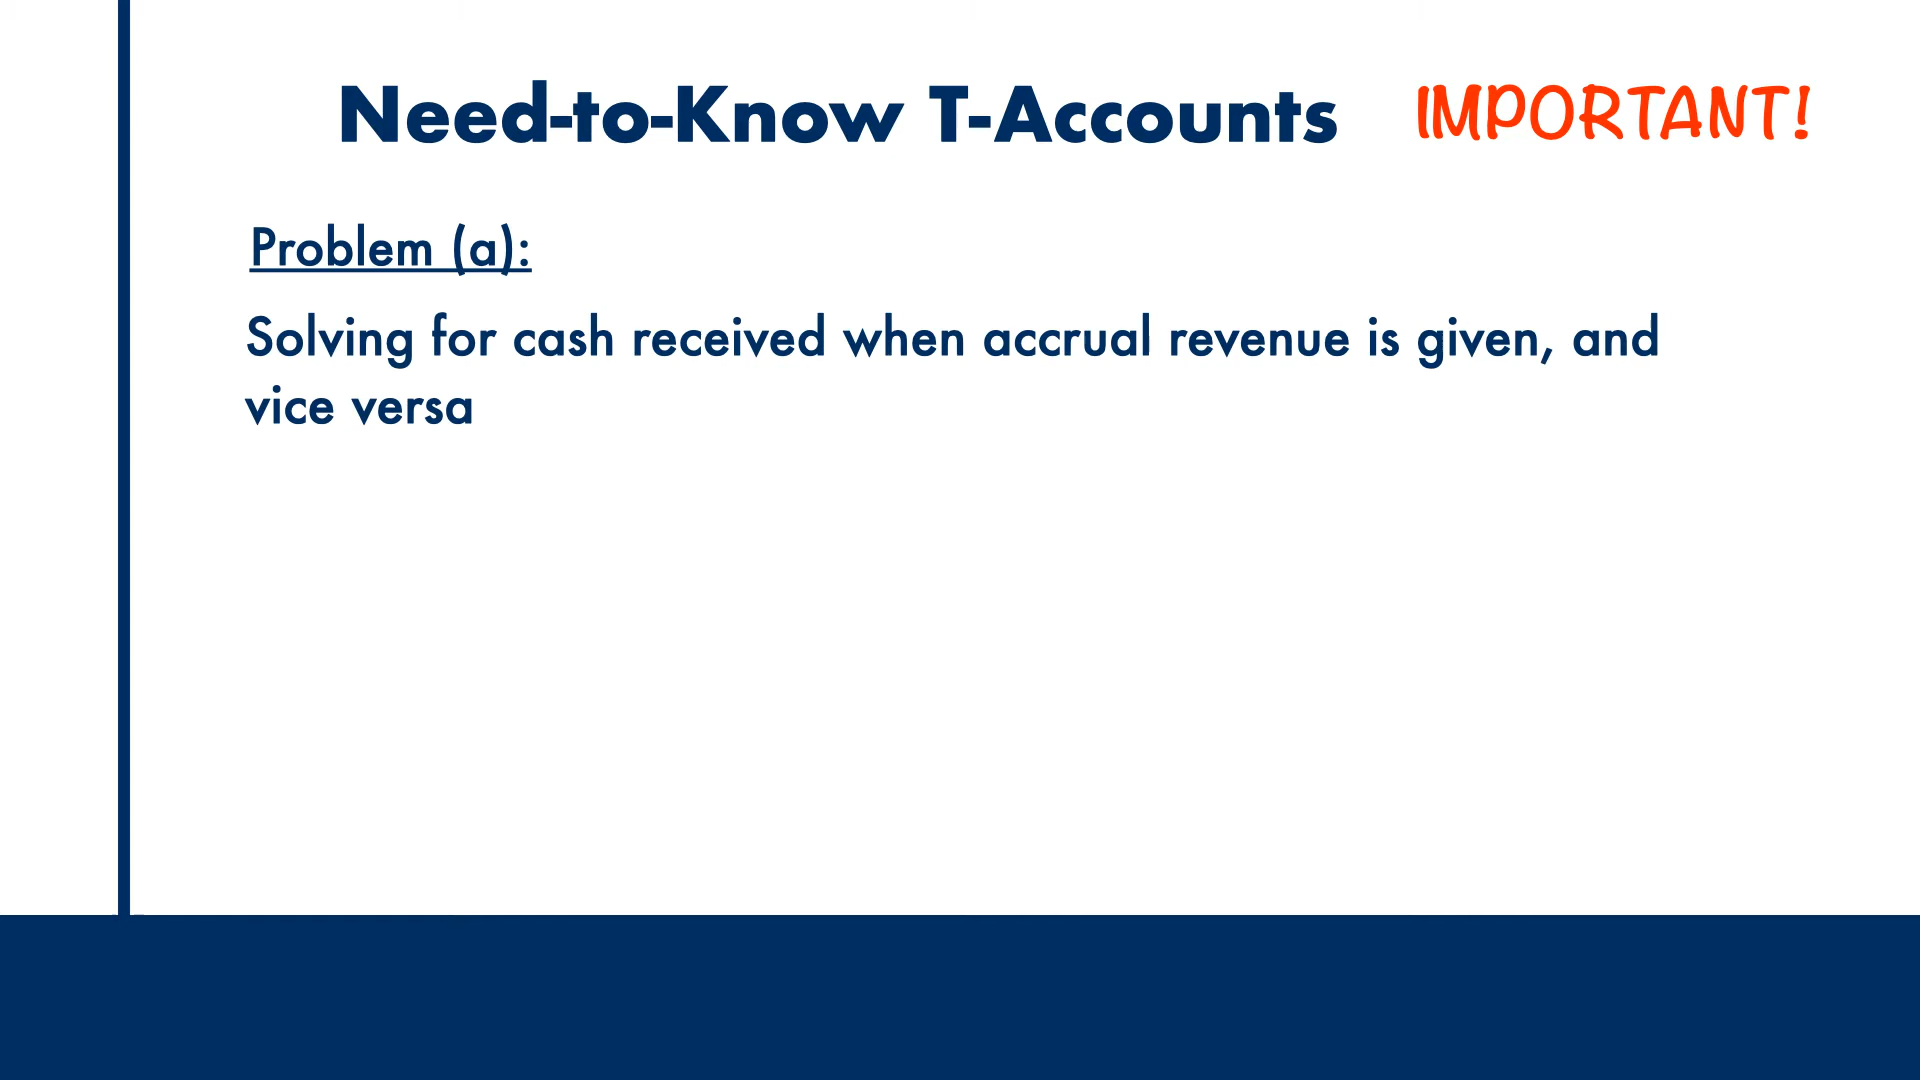 Need-to-Know T-Accounts IMPORTANT!
Problem (a):
Solving for cash received when accrual revenue is given, and
vice versa